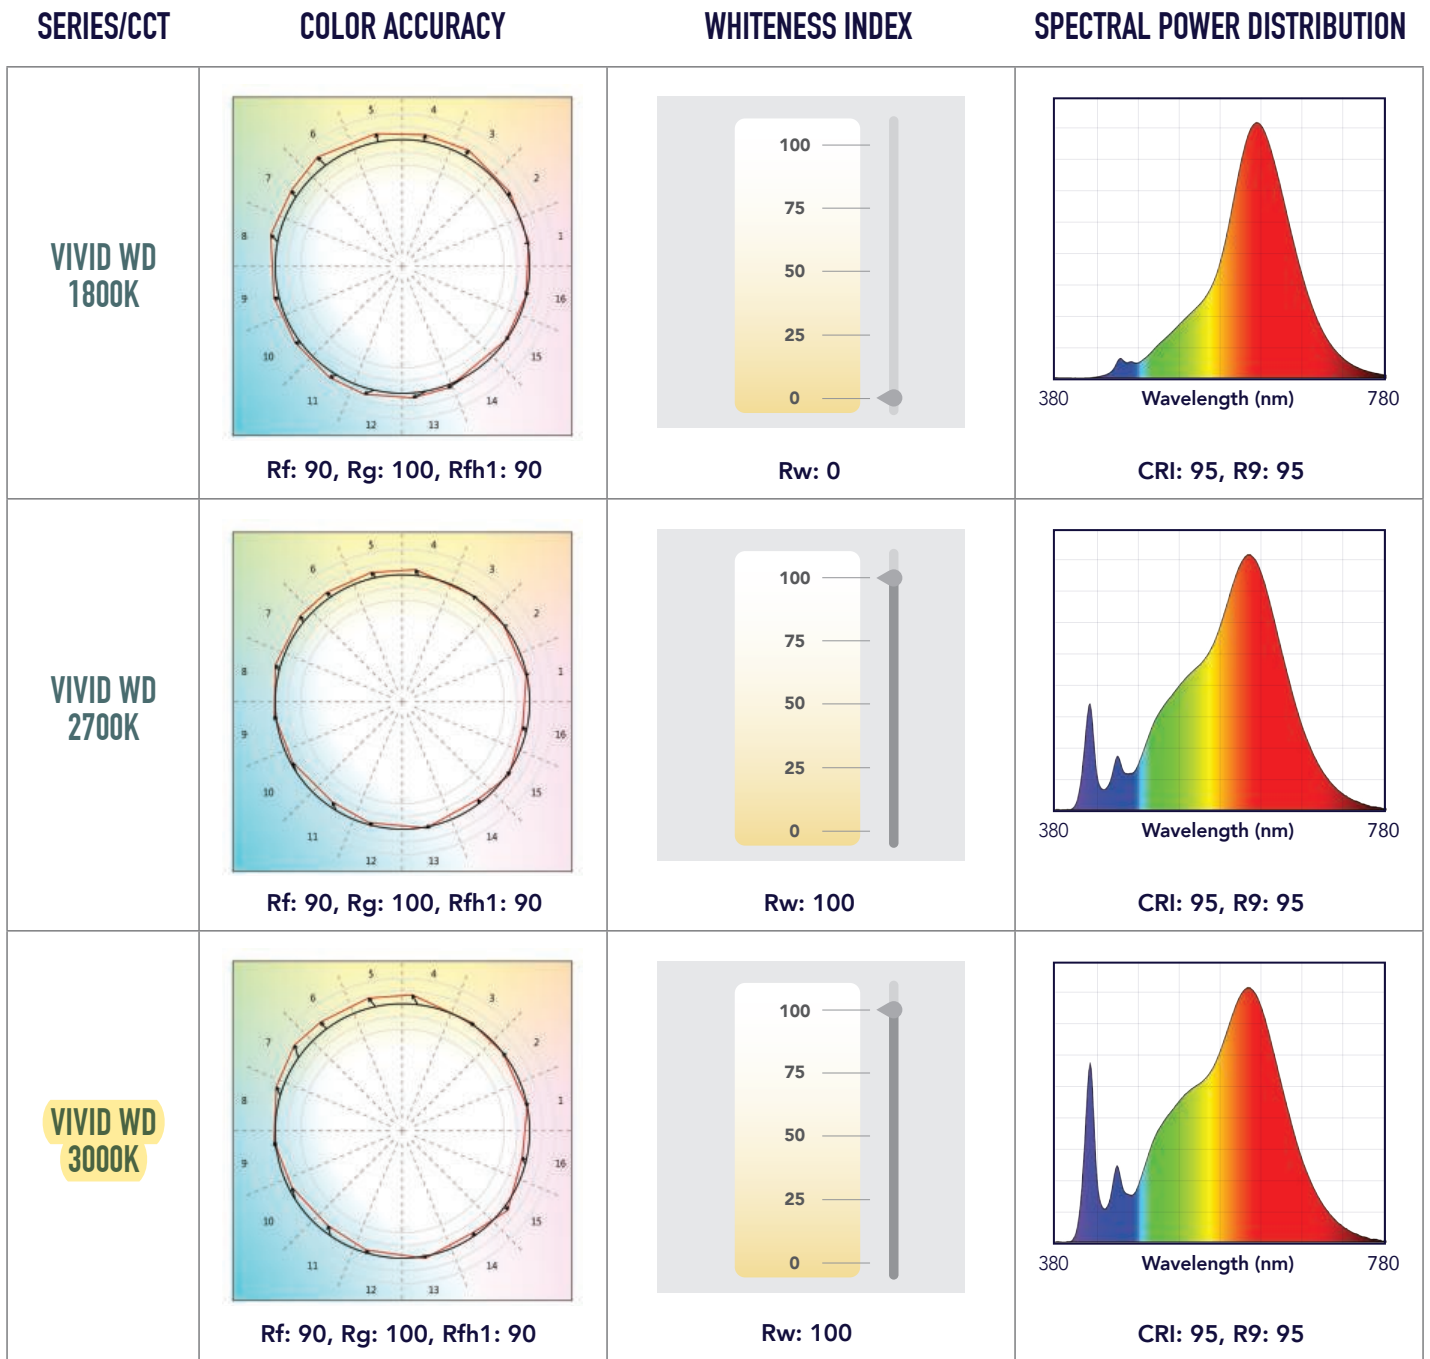 SERIES/CCT COLOR ACCURACY WHITENESS INDEX SPECTRAL POWER DISTRIBUTION
VIVID WD
1800K
5 4
6 3
7 2
8 1
9 16
10 15
11 14
12 13
Rf: 90, Rg: 100, Rfh1: 90
100
75
50
25
0
Rw: 0
380 Wavelength (nm) 780
CRI: 95, R9: 95
VIVID WD
2700K
5 4
6 3
7 2
8 1
9 16
10 15
11 14
12 13
Rf: 90, Rg: 100, Rfh1: 90
100
75
50
25
0
Rw: 100
380 Wavelength (nm) 780
CRI: 95, R9: 95
VIVID WD
3000K
5 4
6 3
7 2
8 1
9 16
10 15
11 14
12 13
Rf: 90, Rg: 100, Rfh1: 90
100
75
50
25
0
Rw: 100
380 Wavelength (nm) 780
CRI: 95, R9: 95